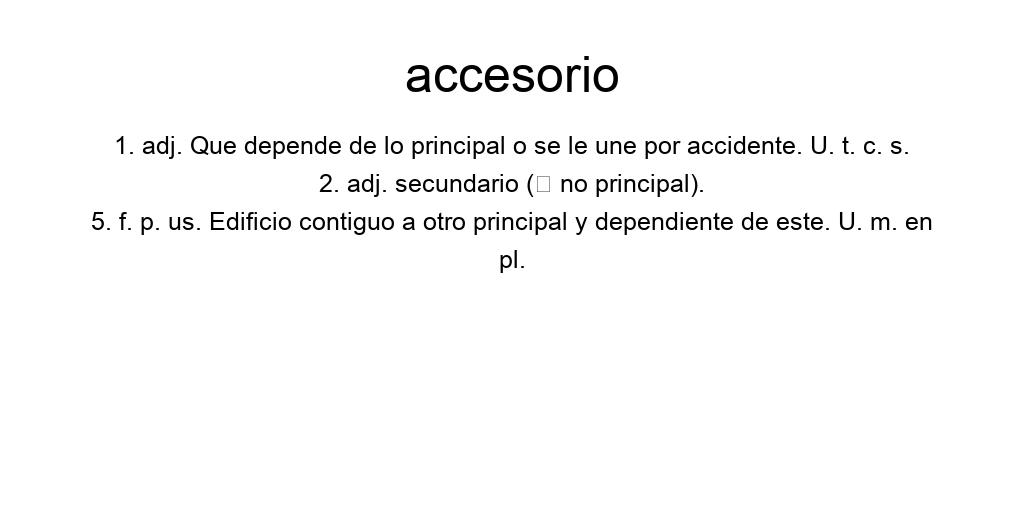 accesorio
1. adj. Que depende de lo principal o se le une por accidente. U. t. c. s.
2. adj. secundario (□ no principal).
5. f. p. us. Edificio contiguo a otro principal y dependiente de este. U. m. en
pl.